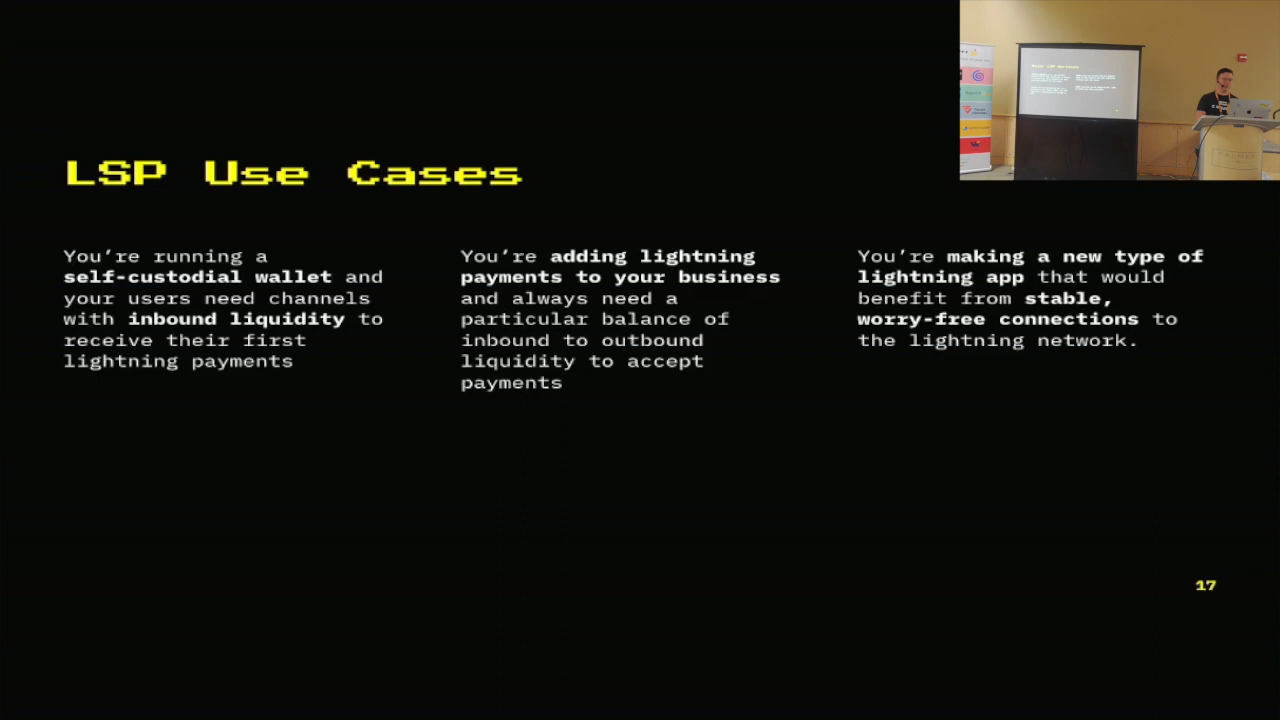 LSP Use Cases
You're running a
self-custodial wallet and
your users need channels
with inbound liquidity to
receive their first
lightning payments
You're adding lightning
payments to your business
and always need a
particular balance of
inbound to outbound
liquidity to accept
payments
You're making a new type of
lightning app that would
benefit from stable,
worry-free connections to
the lightning network.
17